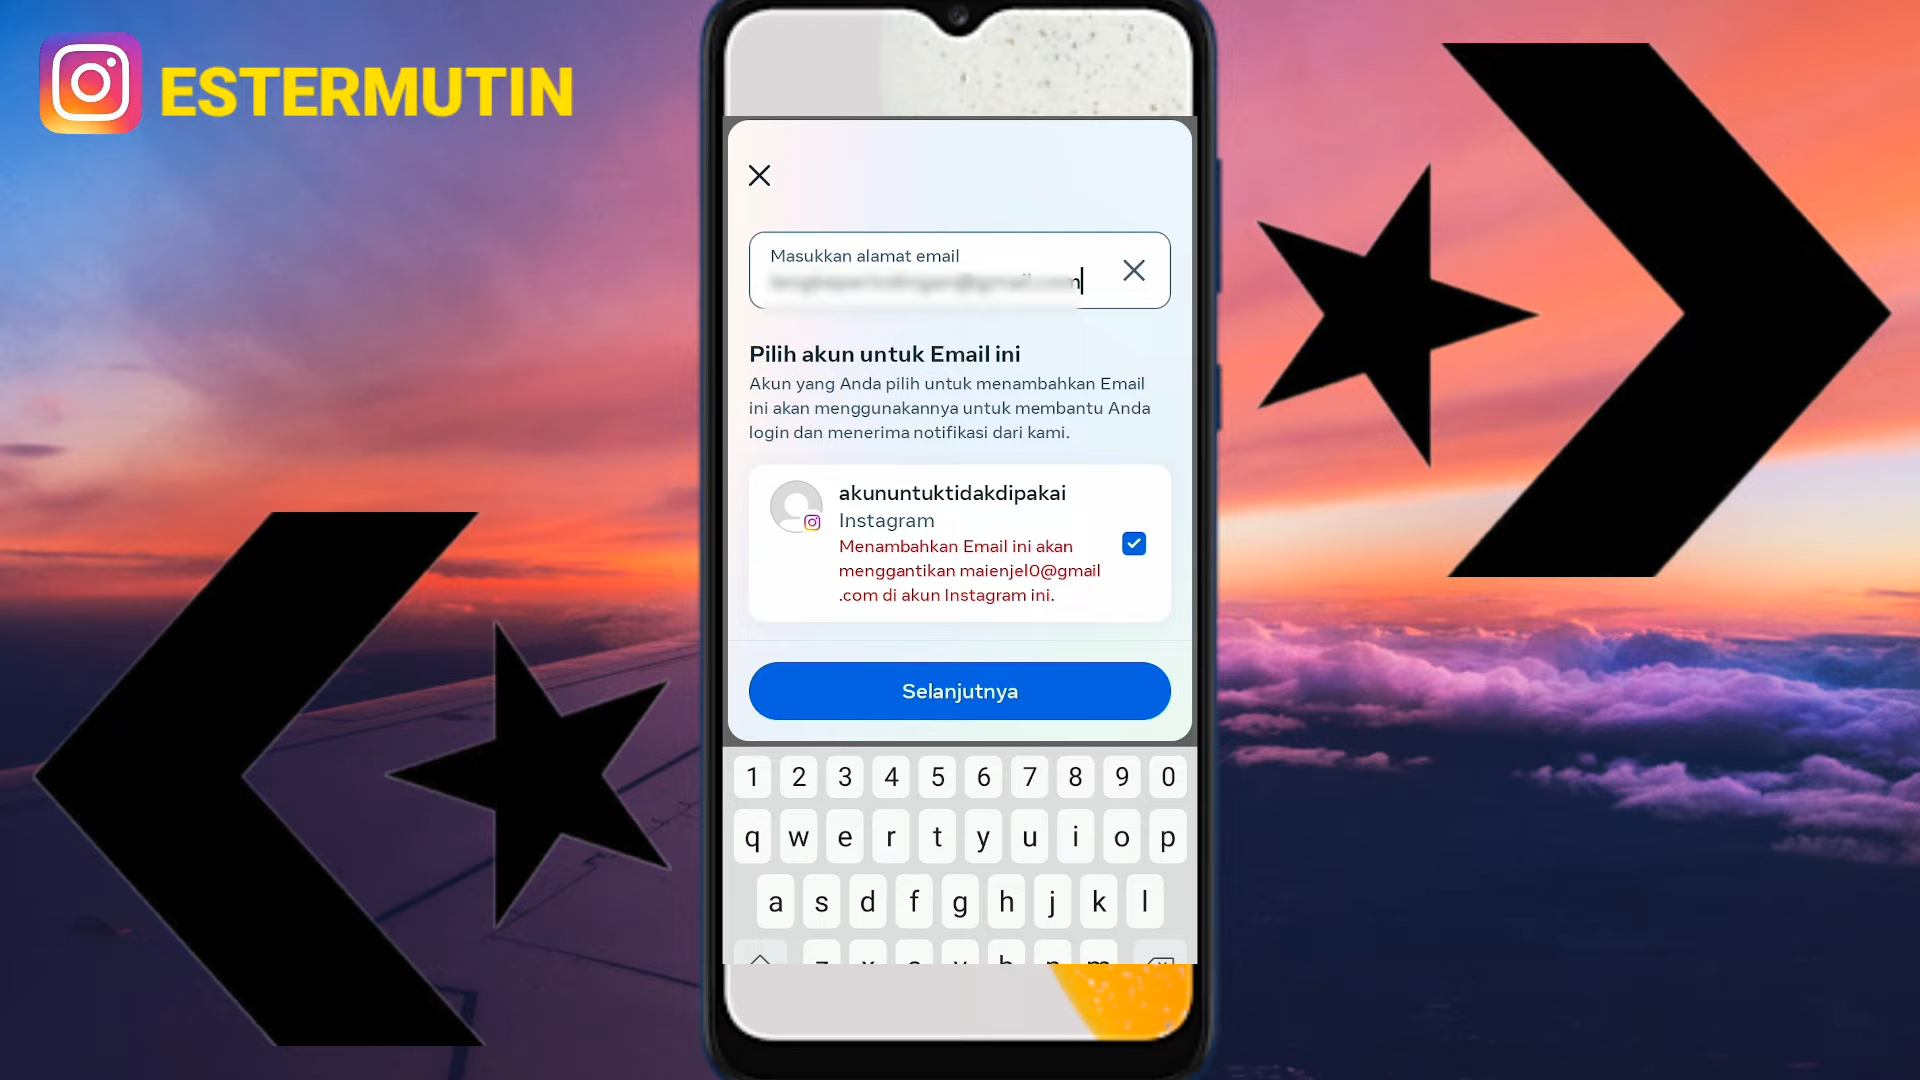 ESTERMUTIN
Masukkan alamat email
Pilih akun untuk Email ini
Akun yang Anda pilih untuk menambahkan Email
ini akan menggunakannya untuk membantu Anda
login dan menerima notifikasi dari kami.
akununtuktidakdipakai
Instagram
Menambahkan Email ini akan
menggantikan maienjel0@gmail
.com di akun Instagram ini.
Selanjutnya
1 2 3 4 5 6 7 8 9 0
q w e r t y u i o p
a s d f g h j k l